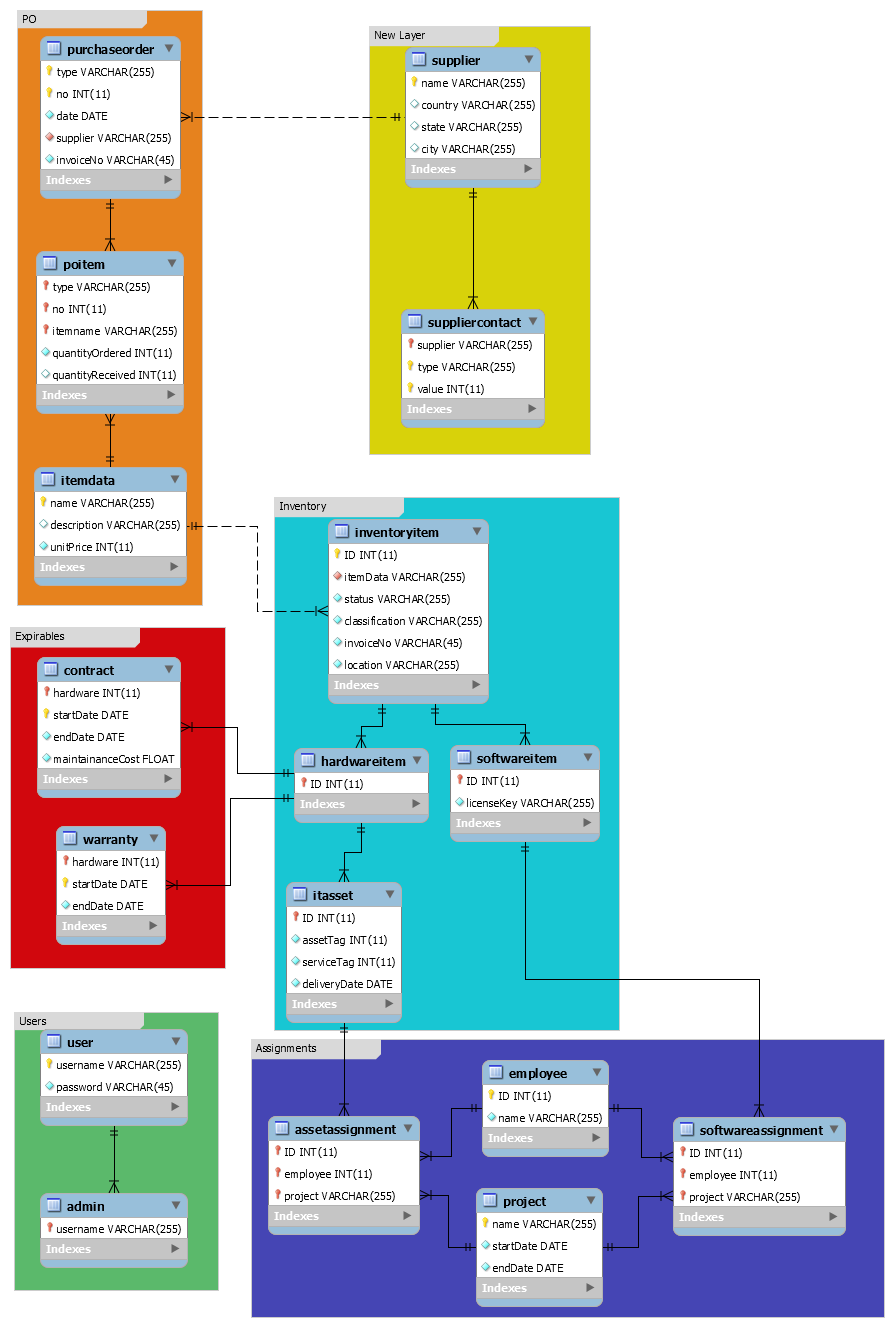 PO
purchaseorder
type VARCHAR(255)
no INT(11)
date DATE
supplier VARCHAR(255)
invoiceNo VARCHAR(45)
Indexes
poitem
type VARCHAR(255)
no INT(11)
itemname VARCHAR(255)
quantityOrdered INT(11)
quantityReceived INT(11)
Indexes
itemdata
name VARCHAR(255)
description VARCHAR(255)
unitPrice INT(11)
Indexes
New Layer
supplier
name VARCHAR(255)
country VARCHAR(255)
state VARCHAR(255)
city VARCHAR(255)
Indexes
suppliercontact
supplier VARCHAR(255)
type VARCHAR(255)
value INT(11)
Indexes
Inventory
inventoryitem
ID INT(11)
itemData VARCHAR(255)
status VARCHAR(255)
classification VARCHAR(255)
invoiceNo VARCHAR(45)
location VARCHAR(255)
Indexes
hardwareitem
ID INT(11)
Indexes
softwareitem
ID INT(11)
licenseKey VARCHAR(255)
Indexes
itasset
ID INT(11)
assetTag INT(11)
serviceTag INT(11)
deliveryDate DATE
Indexes
Expirables
contract
hardware INT(11)
startDate DATE
endDate DATE
maintainanceCost FLOAT
Indexes
warranty
hardware INT(11)
startDate DATE
endDate DATE
Indexes
Users
user
username VARCHAR(255)
password VARCHAR(45)
Indexes
admin
username VARCHAR(255)
Indexes
Assignments
assetassignment
ID INT(11)
employee INT(11)
project VARCHAR(255)
Indexes
employee
ID INT(11)
name VARCHAR(255)
Indexes
project
name VARCHAR(255)
startDate DATE
endDate DATE
Indexes
softwareassignment
ID INT(11)
employee INT(11)
project VARCHAR(255)
Indexes